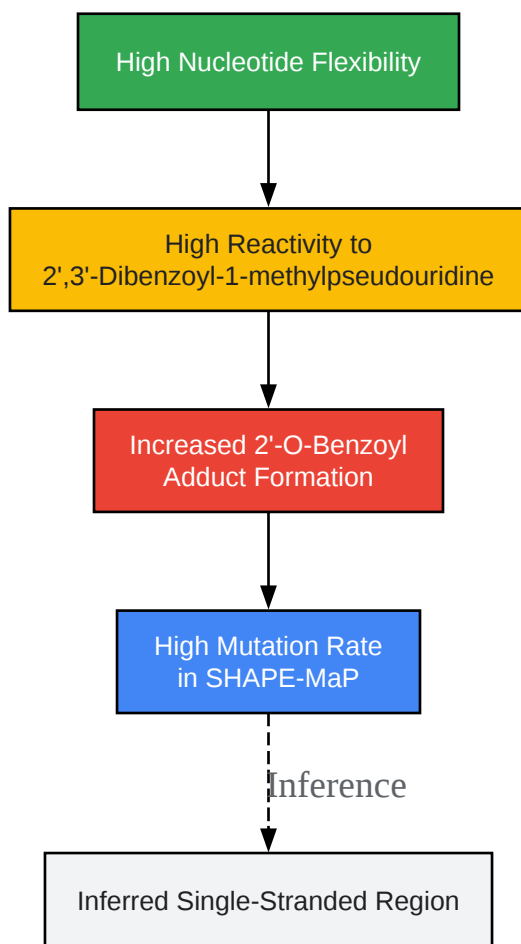 High Nucleotide Flexibility
High Reactivity to
2',3'-Dibenzoyl-1-methylpseudouridine
Increased 2'-O-Benzoyl
Adduct Formation
High Mutation Rate
in SHAPE-MaP
Inference
Inferred Single-Stranded Region